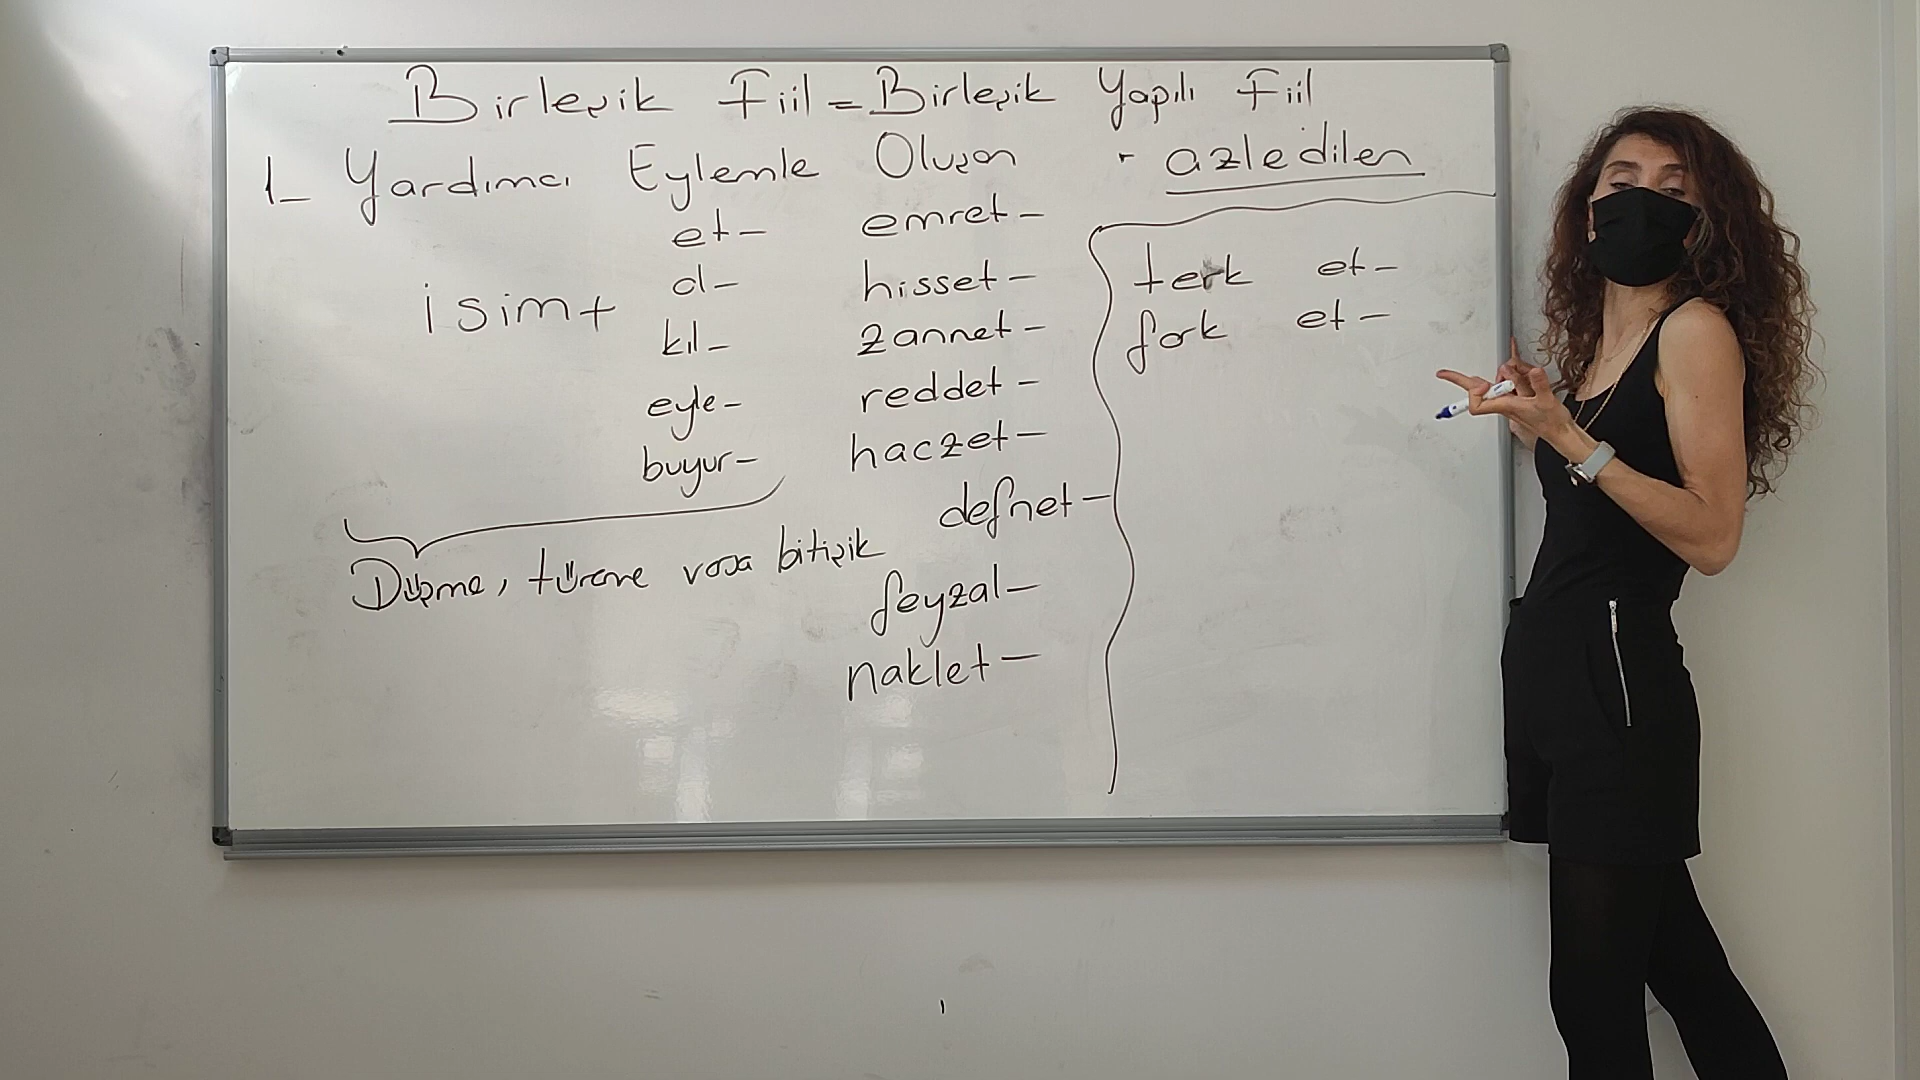 Birleşik Fiil = Birleşik Yapılı Fiil
1_ Yardımcı Eylemle Oluşan
- azledilen
isim+
et-
ol-
kıl-
eyle-
buyur-
Düşme, türeme varsa bitişik
emret-
hisset-
zannet-
reddet-
haczet-
defnet-
feyzal-
naklet-
terk et-
fark et-